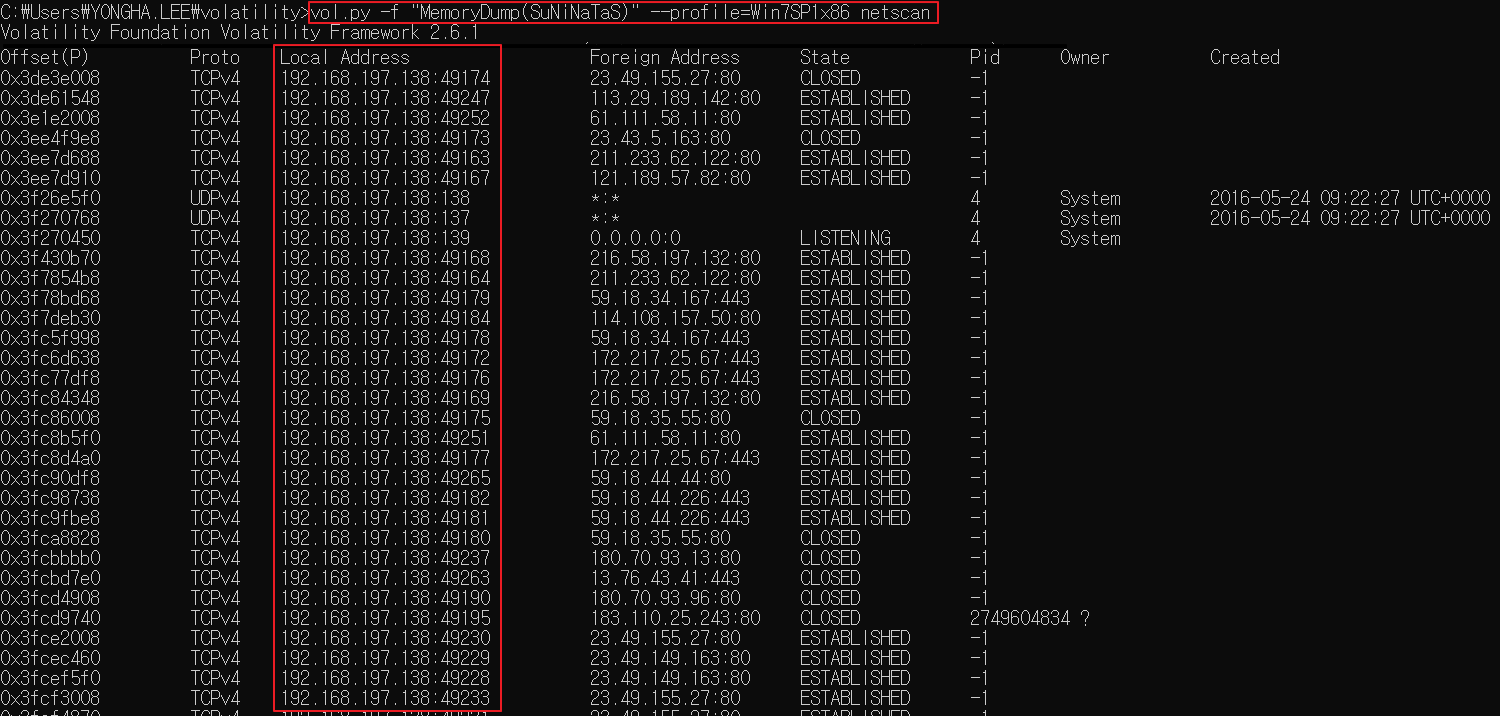 C:₩Users₩YONGHA.LEE₩volatility>vol.py -f "MemoryDump(SuNiNaTaS)" --profile=Win7SP1x86 netscan
Volatility Foundation Volatility Framework 2.6.1
Offset(P) Proto Local Address Foreign Address State Pid Owner Created
0x3de3e008 TCPv4 192.168.197.138:49174 23.49.155.27:80 CLOSED -1
0x3de61548 TCPv4 192.168.197.138:49247 113.29.189.142:80 ESTABLISHED -1
0x3e1e2008 TCPv4 192.168.197.138:49252 61.111.58.11:80 ESTABLISHED -1
0x3ee4f9e8 TCPv4 192.168.197.138:49173 23.43.5.163:80 CLOSED -1
0x3ee7d688 TCPv4 192.168.197.138:49163 211.233.62.122:80 ESTABLISHED -1
0x3ee7d910 TCPv4 192.168.197.138:49167 121.189.57.82:80 ESTABLISHED -1
0x3f26e5f0 UDPv4 192.168.197.138:138 *:* 4 System 2016-05-24 09:22:27 UTC+0000
0x3f270768 UDPv4 192.168.197.138:137 *:* 4 System 2016-05-24 09:22:27 UTC+0000
0x3f270450 TCPv4 192.168.197.138:139 0.0.0.0:0 LISTENING 4 System
0x3f430b70 TCPv4 192.168.197.138:49168 216.58.197.132:80 ESTABLISHED -1
0x3f7854b8 TCPv4 192.168.197.138:49164 211.233.62.122:80 ESTABLISHED -1
0x3f78bd68 TCPv4 192.168.197.138:49179 59.18.34.167:443 ESTABLISHED -1
0x3f7deb30 TCPv4 192.168.197.138:49184 114.108.157.50:80 ESTABLISHED -1
0x3fc5f998 TCPv4 192.168.197.138:49178 59.18.34.167:443 ESTABLISHED -1
0x3fc6d638 TCPv4 192.168.197.138:49172 172.217.25.67:443 ESTABLISHED -1
0x3fc77df8 TCPv4 192.168.197.138:49176 172.217.25.67:443 ESTABLISHED -1
0x3fc84348 TCPv4 192.168.197.138:49169 216.58.197.132:80 ESTABLISHED -1
0x3fc86008 TCPv4 192.168.197.138:49175 59.18.35.55:80 CLOSED -1
0x3fc8b5f0 TCPv4 192.168.197.138:49251 61.111.58.11:80 ESTABLISHED -1
0x3fc8d4a0 TCPv4 192.168.197.138:49177 172.217.25.67:443 ESTABLISHED -1
0x3fc90df8 TCPv4 192.168.197.138:49265 59.18.44.44:80 ESTABLISHED -1
0x3fc98738 TCPv4 192.168.197.138:49182 59.18.44.226:443 ESTABLISHED -1
0x3fc9fbe8 TCPv4 192.168.197.138:49181 59.18.44.226:443 ESTABLISHED -1
0x3fca8828 TCPv4 192.168.197.138:49180 59.18.35.55:80 CLOSED -1
0x3fcbbbb0 TCPv4 192.168.197.138:49237 180.70.93.13:80 CLOSED -1
0x3fcbd7e0 TCPv4 192.168.197.138:49263 13.76.43.41:443 CLOSED -1
0x3fcd4908 TCPv4 192.168.197.138:49190 180.70.93.96:80 CLOSED -1
0x3fcd9740 TCPv4 192.168.197.138:49195 183.110.25.243:80 CLOSED 2749604834 ?
0x3fce2008 TCPv4 192.168.197.138:49230 23.49.155.27:80 ESTABLISHED -1
0x3fcec460 TCPv4 192.168.197.138:49229 23.49.149.163:80 ESTABLISHED -1
0x3fcef5f0 TCPv4 192.168.197.138:49228 23.49.149.163:80 ESTABLISHED -1
0x3fcf3008 TCPv4 192.168.197.138:49233 23.49.155.27:80 ESTABLISHED -1